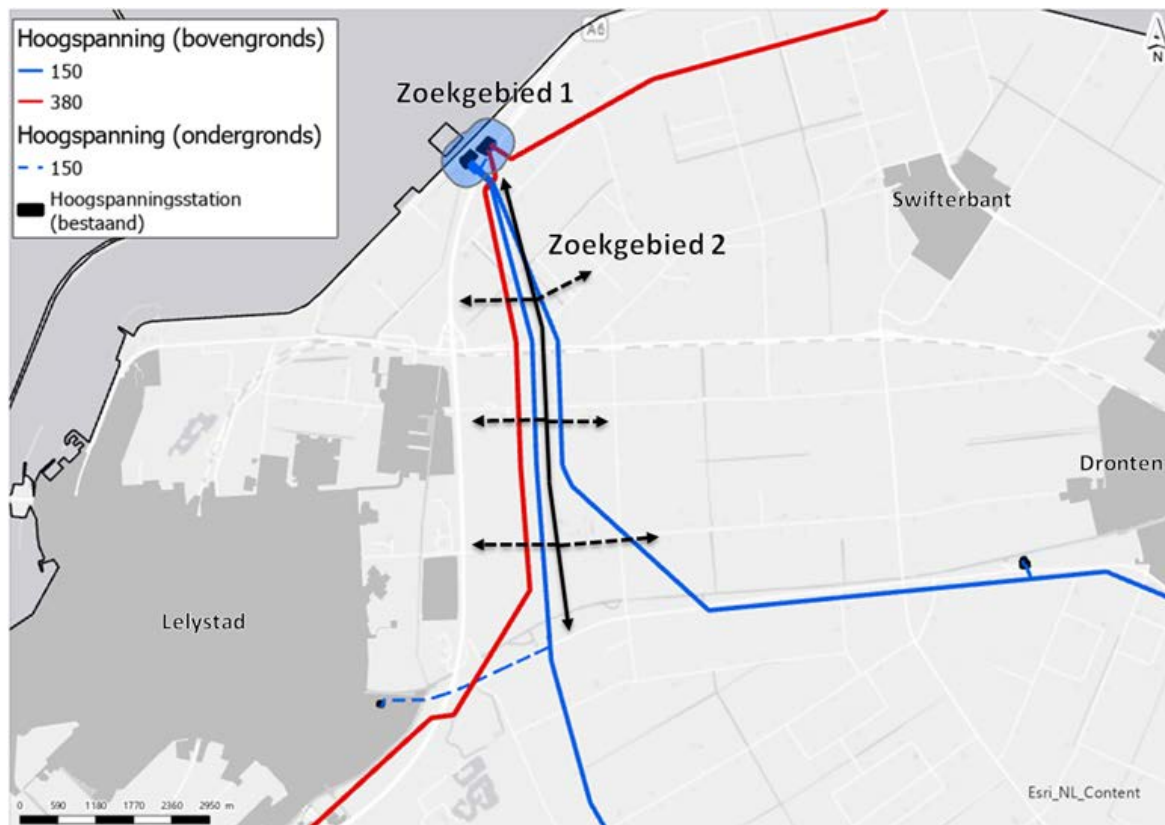 Hoogspanning (bovengronds)
150
380
Hoogspanning (ondergronds)
150
Hoogspanningsstation
(bestaand)
A6
N
Zoekgebied 1
Swifterbant
Zoekgebied 2
Dronten
Lelystad
0 590 1180 1770 2360 2950 m
Esri_NL_Content